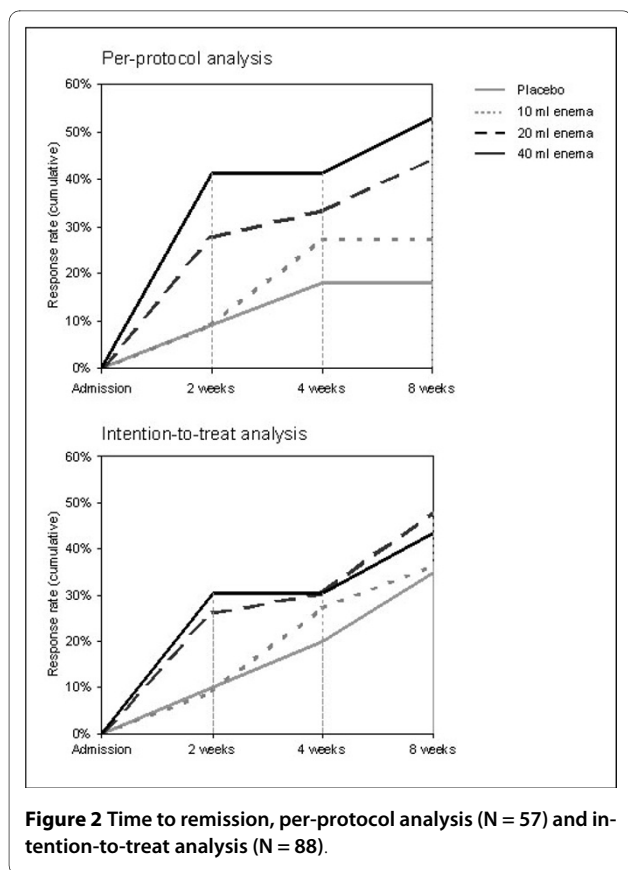 Per-protocol analysis
60%
50%
40%
30%
20%
10%
0%
Response rate (cumulative)
Admission
2 weeks
4 weeks
8 weeks
Placebo
10 ml enema
20 ml enema
40 ml enema
Intention-to-treat analysis
60%
50%
40%
30%
20%
10%
0%
Response rate (cumulative)
Admission
2 weeks
4 weeks
8 weeks
Figure 2 Time to remission, per-protocol analysis (N = 57) and in-
tention-to-treat analysis (N = 88).